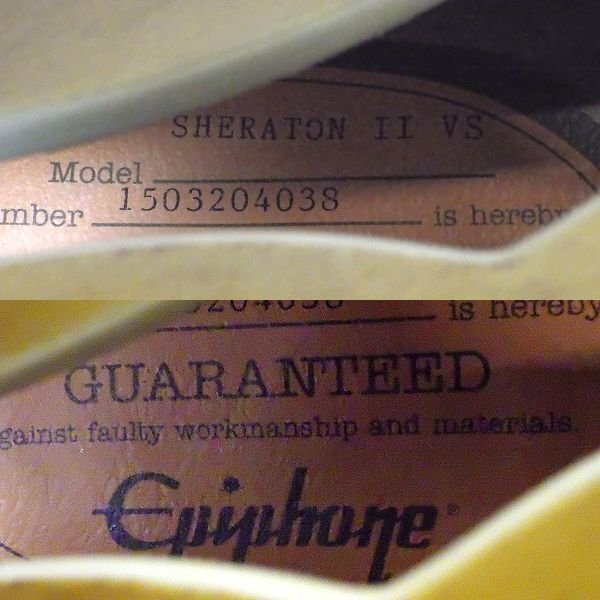 SHERATON II VS
Model
mber 1503204038 is hereby
is hereby
GUARANTEED
gainst faulty workmanship and materials.
Epiphone